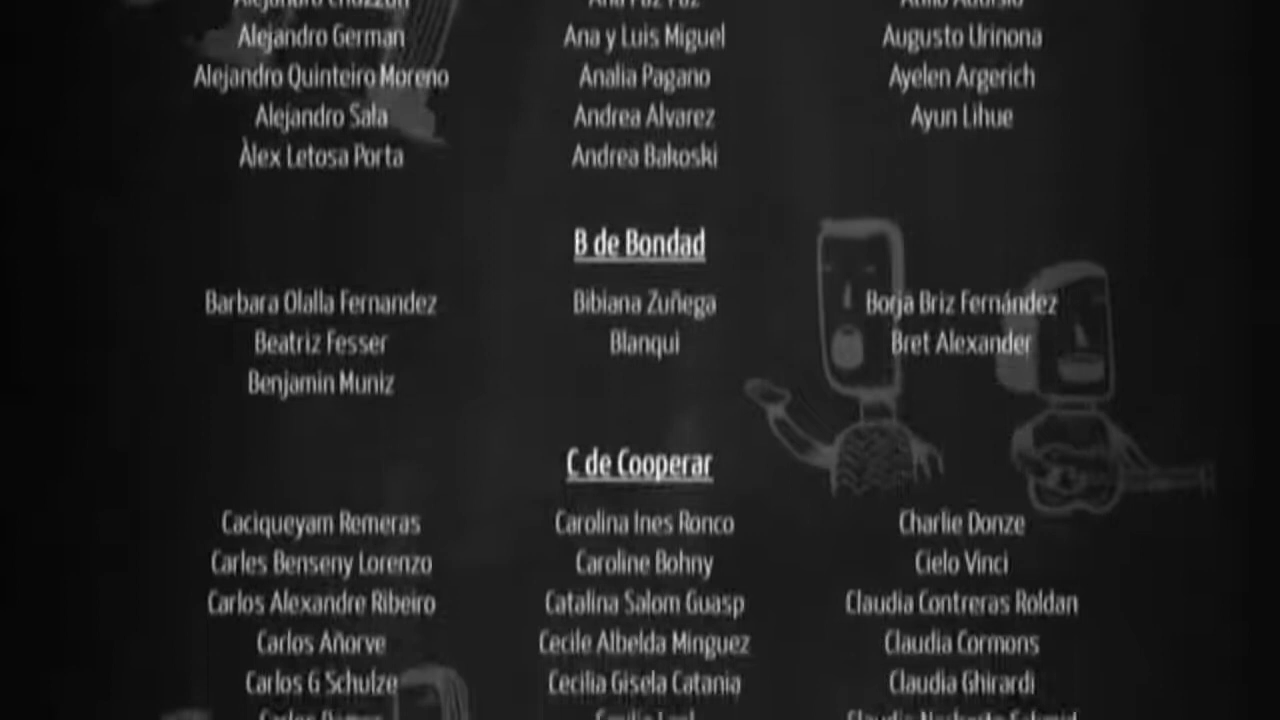 Alejandro German
Ana y Luis Miguel
Augusto Urinona
Alejandro Quinteiro Moreno
Analia Pagano
Ayelen Argerich
Alejandro Sala
Andrea Alvarez
Ayun Lihue
Àlex Letosa Porta
Andrea Bakoski
B de Bondad
Barbara Olalla Fernandez
Bibiana Zuñega
Borja Briz Fernández
Beatriz Fesser
Blanqui
Bret Alexander
Benjamin Muniz
C de Cooperar
Caciqueyam Remeras
Carolina Ines Ronco
Charlie Donze
Carles Benseny Lorenzo
Caroline Bohny
Cielo Vinci
Carlos Alexandre Ribeiro
Catalina Salom Guasp
Claudia Contreras Roldan
Carlos Añorve
Cecile Albelda Minguez
Claudia Cormons
Carlos G Schulze
Cecilia Gisela Catania
Claudia Ghirardi